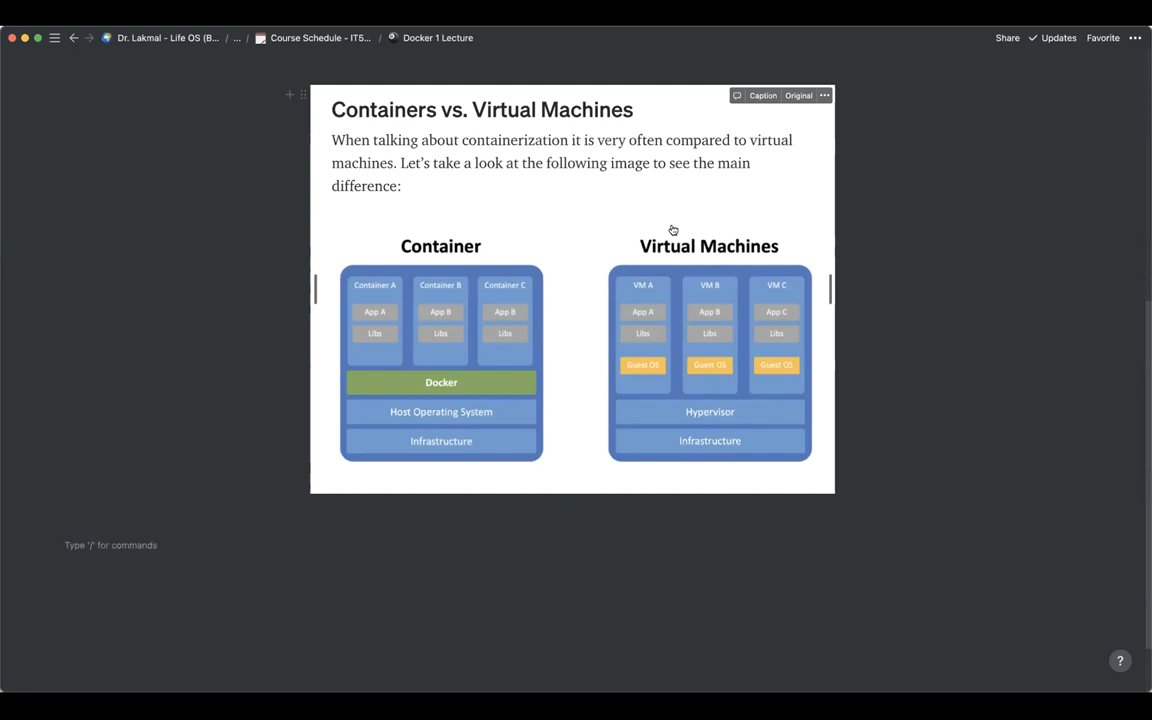 Dr. Lakmal - Life OS (B... / ... / Course Schedule - IT5... / Docker 1 Lecture
Share Updates Favorite
Caption Original
Containers vs. Virtual Machines
When talking about containerization it is very often compared to virtual
machines. Let's take a look at the following image to see the main
difference:
Container
Container A Container B Container C
App A App B App B
Libs Libs Libs
Docker
Host Operating System
Infrastructure
Virtual Machines
VM A VM B VM C
App A App B App C
Libs Libs Libs
Guest OS Guest OS Guest OS
Hypervisor
Infrastructure
Type '/' for commands
?